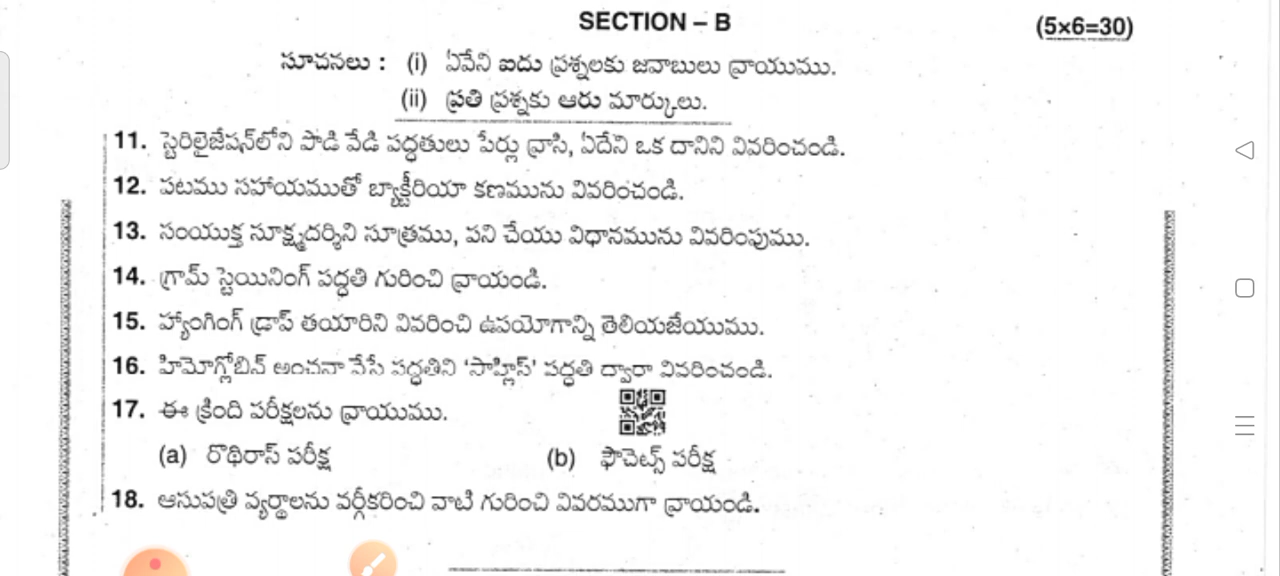 SECTION – B (5×6=30)
సూచనలు : (i) ఏవేని ఐదు ప్రశ్నలకు జవాబులు వ్రాయుము.
(ii) ప్రతి ప్రశ్నకు ఆరు మార్కులు.
11. స్టెరిలైజేషన్‌లోని పొడి వేడి పద్ధతులు పేర్లు వ్రాసి, ఏదేని ఒక దానిని వివరించండి.
12. పటము సహాయముతో బ్యాక్టీరియా కణమును వివరించండి.
13. సంయుక్త సూక్ష్మదర్శిని సూత్రము, పని చేయు విధానమును వివరింపుము.
14. గ్రామ్ స్టెయినింగ్ పద్ధతి గురించి వ్రాయండి.
15. హ్యాంగింగ్ డ్రాప్ తయారిని వివరించి ఉపయోగాన్ని తెలియజేయుము.
16. హిమోగ్లోబిన్ అంచనా వేసే పద్ధతిని ‘సాహ్లిస్’ పద్ధతి ద్వారా వివరించండి.
17. ఈ క్రింది పరీక్షలను వ్రాయుము.
(a) రొథిరాస్ పరీక్ష (b) ఫౌచెట్స్ పరీక్ష
18. ఆసుపత్రి వ్యర్థాలను వర్గీకరించి వాటి గురించి వివరముగా వ్రాయండి.